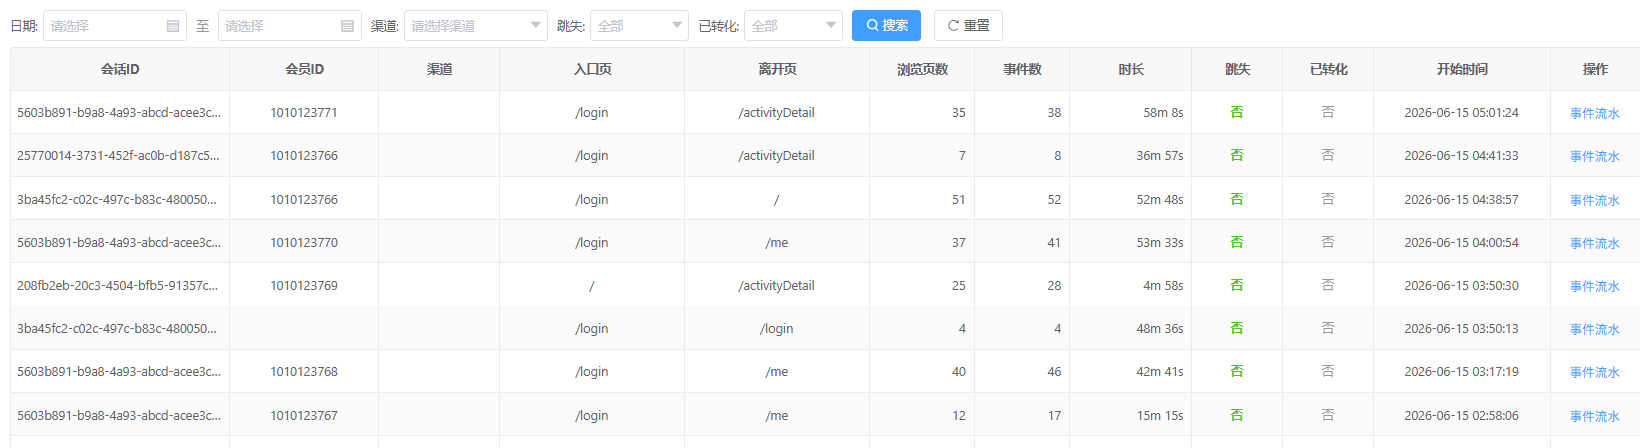 日期: 请选择 至 请选择 渠道: 请选择渠道 跳失: 全部 已转化: 全部 搜索 重置
会话ID 会员ID 渠道 入口页 离开页 浏览页数 事件数 时长 跳失 已转化 开始时间 操作
5603b891-b9a8-4a93-abcd-acee3c... 1010123771 /login /activityDetail 35 38 58m 8s 否 否 2026-06-15 05:01:24 事件流水
25770014-3731-452f-ac0b-d187c5... 1010123766 /login /activityDetail 7 8 36m 57s 否 否 2026-06-15 04:41:33 事件流水
3ba45fc2-c02c-497c-b83c-480050... 1010123766 /login / 51 52 52m 48s 否 否 2026-06-15 04:38:57 事件流水
5603b891-b9a8-4a93-abcd-acee3c... 1010123770 /login /me 37 41 53m 33s 否 否 2026-06-15 04:00:54 事件流水
208fb2eb-20c3-4504-bfb5-91357c... 1010123769 / /activityDetail 25 28 4m 58s 否 否 2026-06-15 03:50:30 事件流水
3ba45fc2-c02c-497c-b83c-480050... /login /login 4 4 48m 36s 否 否 2026-06-15 03:50:13 事件流水
5603b891-b9a8-4a93-abcd-acee3c... 1010123768 /login /me 40 46 42m 41s 否 否 2026-06-15 03:17:19 事件流水
5603b891-b9a8-4a93-abcd-acee3c... 1010123767 /login /me 12 17 15m 15s 否 否 2026-06-15 02:58:06 事件流水